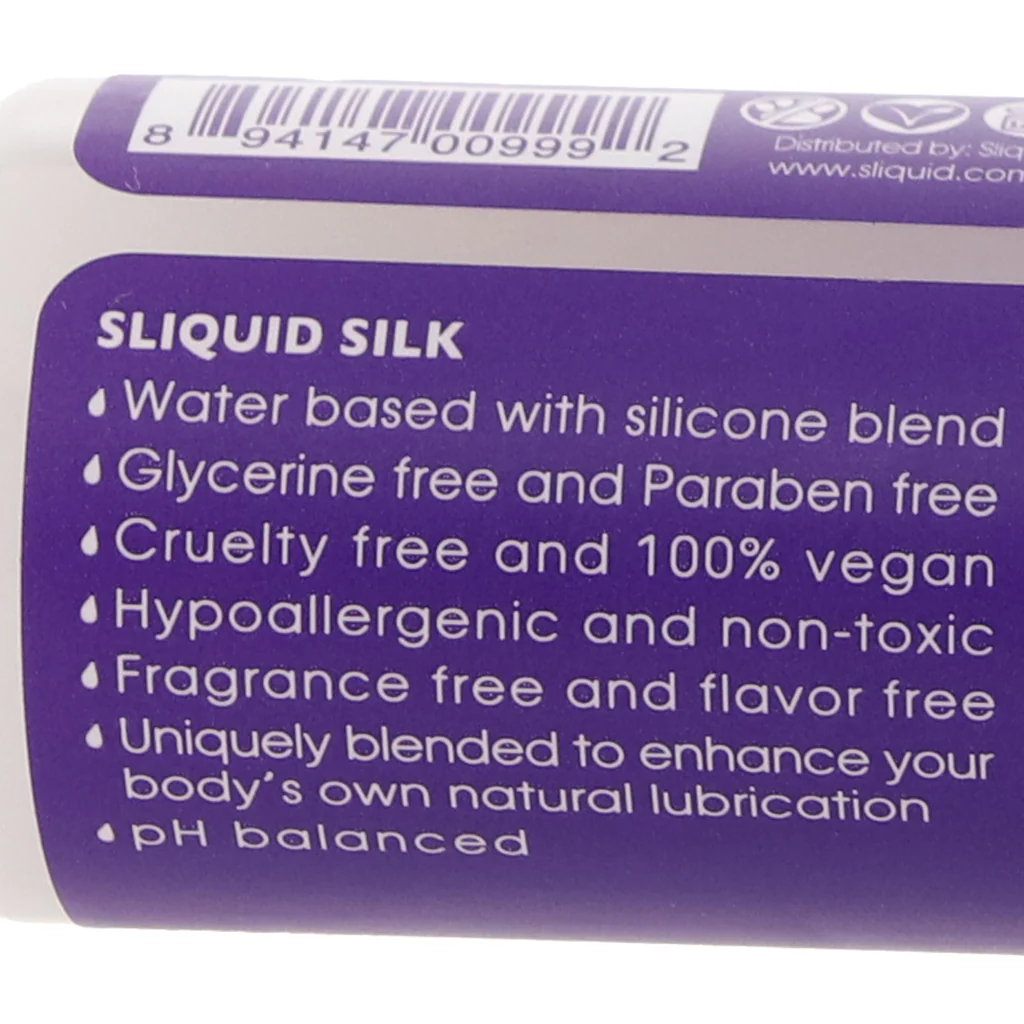 8 94147 00999 2
Distributed by:
www.sliquid.com
SLIQUID SILK
Water based with silicone blend
Glycerine free and Paraben free
Cruelty free and 100% vegan
Hypoallergenic and non-toxic
Fragrance free and flavor free
Uniquely blended to enhance your
body's own natural lubrication
pH balanced